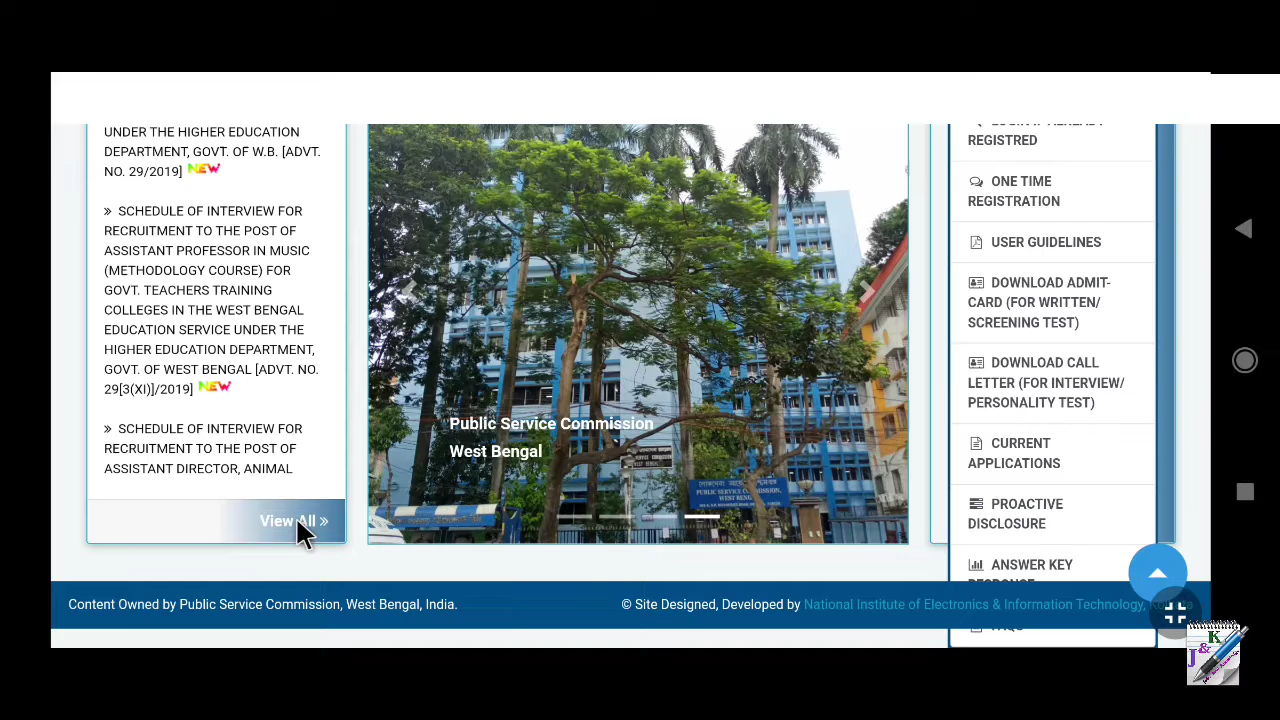 UNDER THE HIGHER EDUCATION
DEPARTMENT, GOVT. OF W.B. [ADVT.
NO. 29/2019] NEW
SCHEDULE OF INTERVIEW FOR
RECRUITMENT TO THE POST OF
ASSISTANT PROFESSOR IN MUSIC
(METHODOLOGY COURSE) FOR
GOVT. TEACHERS TRAINING
COLLEGES IN THE WEST BENGAL
EDUCATION SERVICE UNDER THE
HIGHER EDUCATION DEPARTMENT,
GOVT. OF WEST BENGAL [ADVT. NO.
29[3(XI)]/2019] NEW
SCHEDULE OF INTERVIEW FOR
RECRUITMENT TO THE POST OF
ASSISTANT DIRECTOR, ANIMAL
View All
Public Service Commission
West Bengal
PUBLIC SERVICE COMMISSION,
WEST BENGAL
REGISTRED
ONE TIME
REGISTRATION
USER GUIDELINES
DOWNLOAD ADMIT-
CARD (FOR WRITTEN/
SCREENING TEST)
DOWNLOAD CALL
LETTER (FOR INTERVIEW/
PERSONALITY TEST)
CURRENT
APPLICATIONS
PROACTIVE
DISCLOSURE
ANSWER KEY
Content Owned by Public Service Commission, West Bengal, India.
© Site Designed, Developed by National Institute of Electronics & Information Technology,
J&K